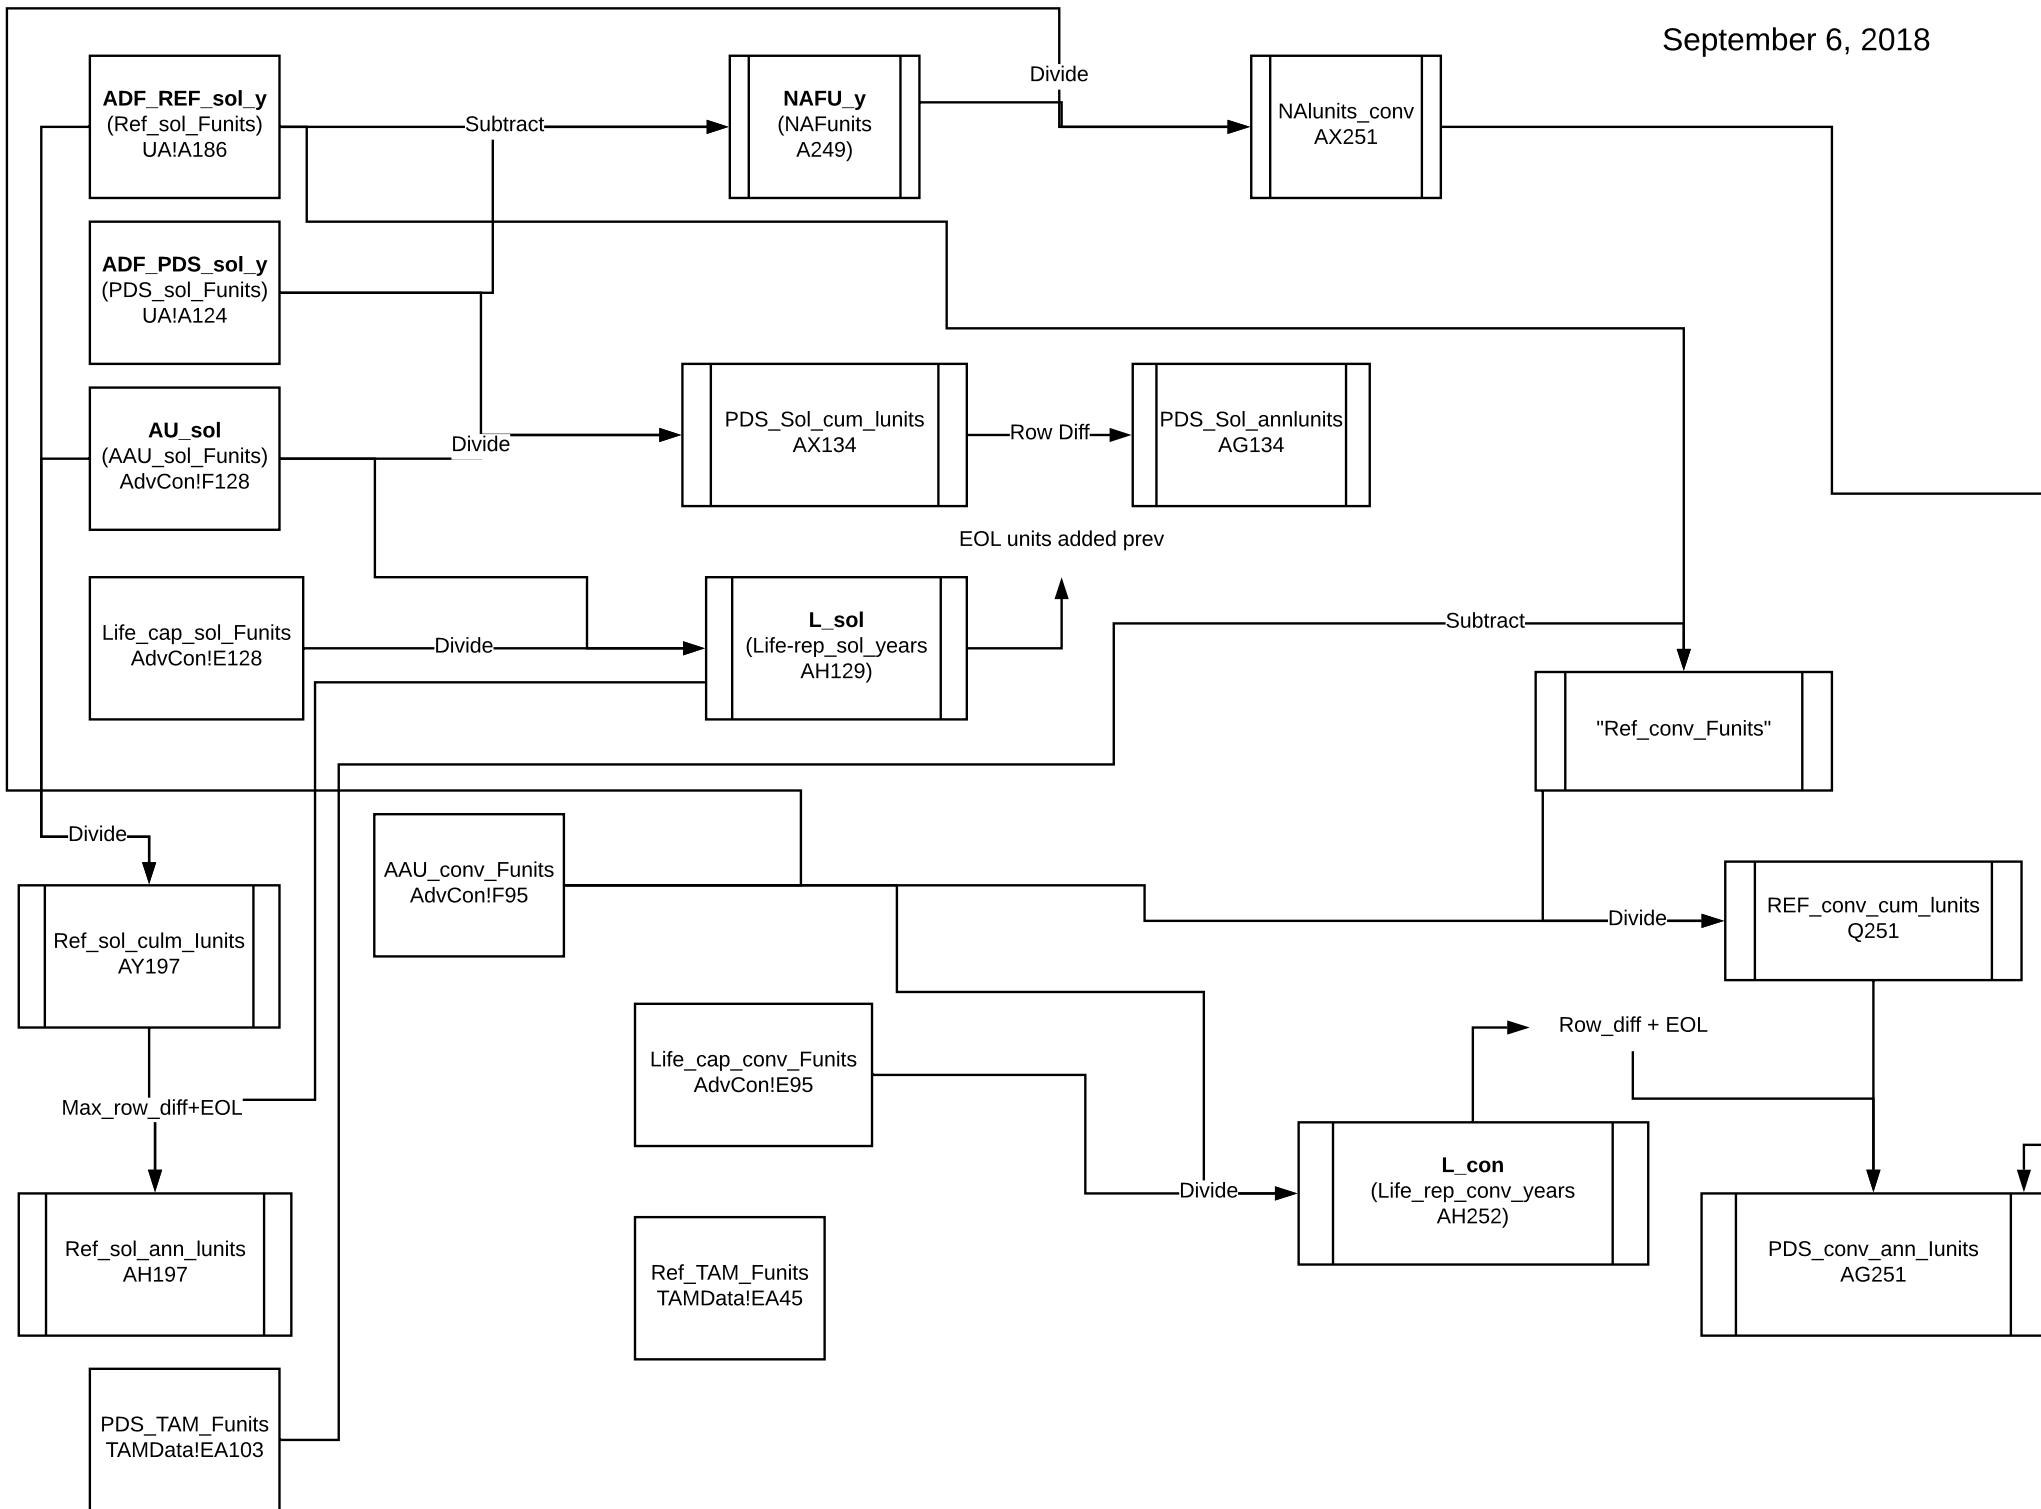 September 6, 2018
Divide
ADF_REF_sol_y
(Ref_sol_Funits)
UA!A186
Subtract
NAFU_y
(NAFunits
A249)
NAlunits_conv
AX251
ADF_PDS_sol_y
(PDS_sol_Funits)
UA!A124
AU_sol
(AAU_sol_Funits)
AdvCon!F128
Divide
PDS_Sol_cum_lunits
AX134
Row Diff
PDS_Sol_annlunits
AG134
EOL units added prev
Life_cap_sol_Funits
AdvCon!E128
Divide
L_sol
(Life-rep_sol_years
AH129)
Subtract
"Ref_conv_Funits"
Divide
AAU_conv_Funits
AdvCon!F95
Divide
REF_conv_cum_lunits
Q251
Ref_sol_culm_Iunits
AY197
Life_cap_conv_Funits
AdvCon!E95
Row_diff + EOL
Max_row_diff+EOL
Divide
L_con
(Life_rep_conv_years
AH252)
Ref_sol_ann_lunits
AH197
Ref_TAM_Funits
TAMData!EA45
PDS_conv_ann_Iunits
AG251
PDS_TAM_Funits
TAMData!EA103